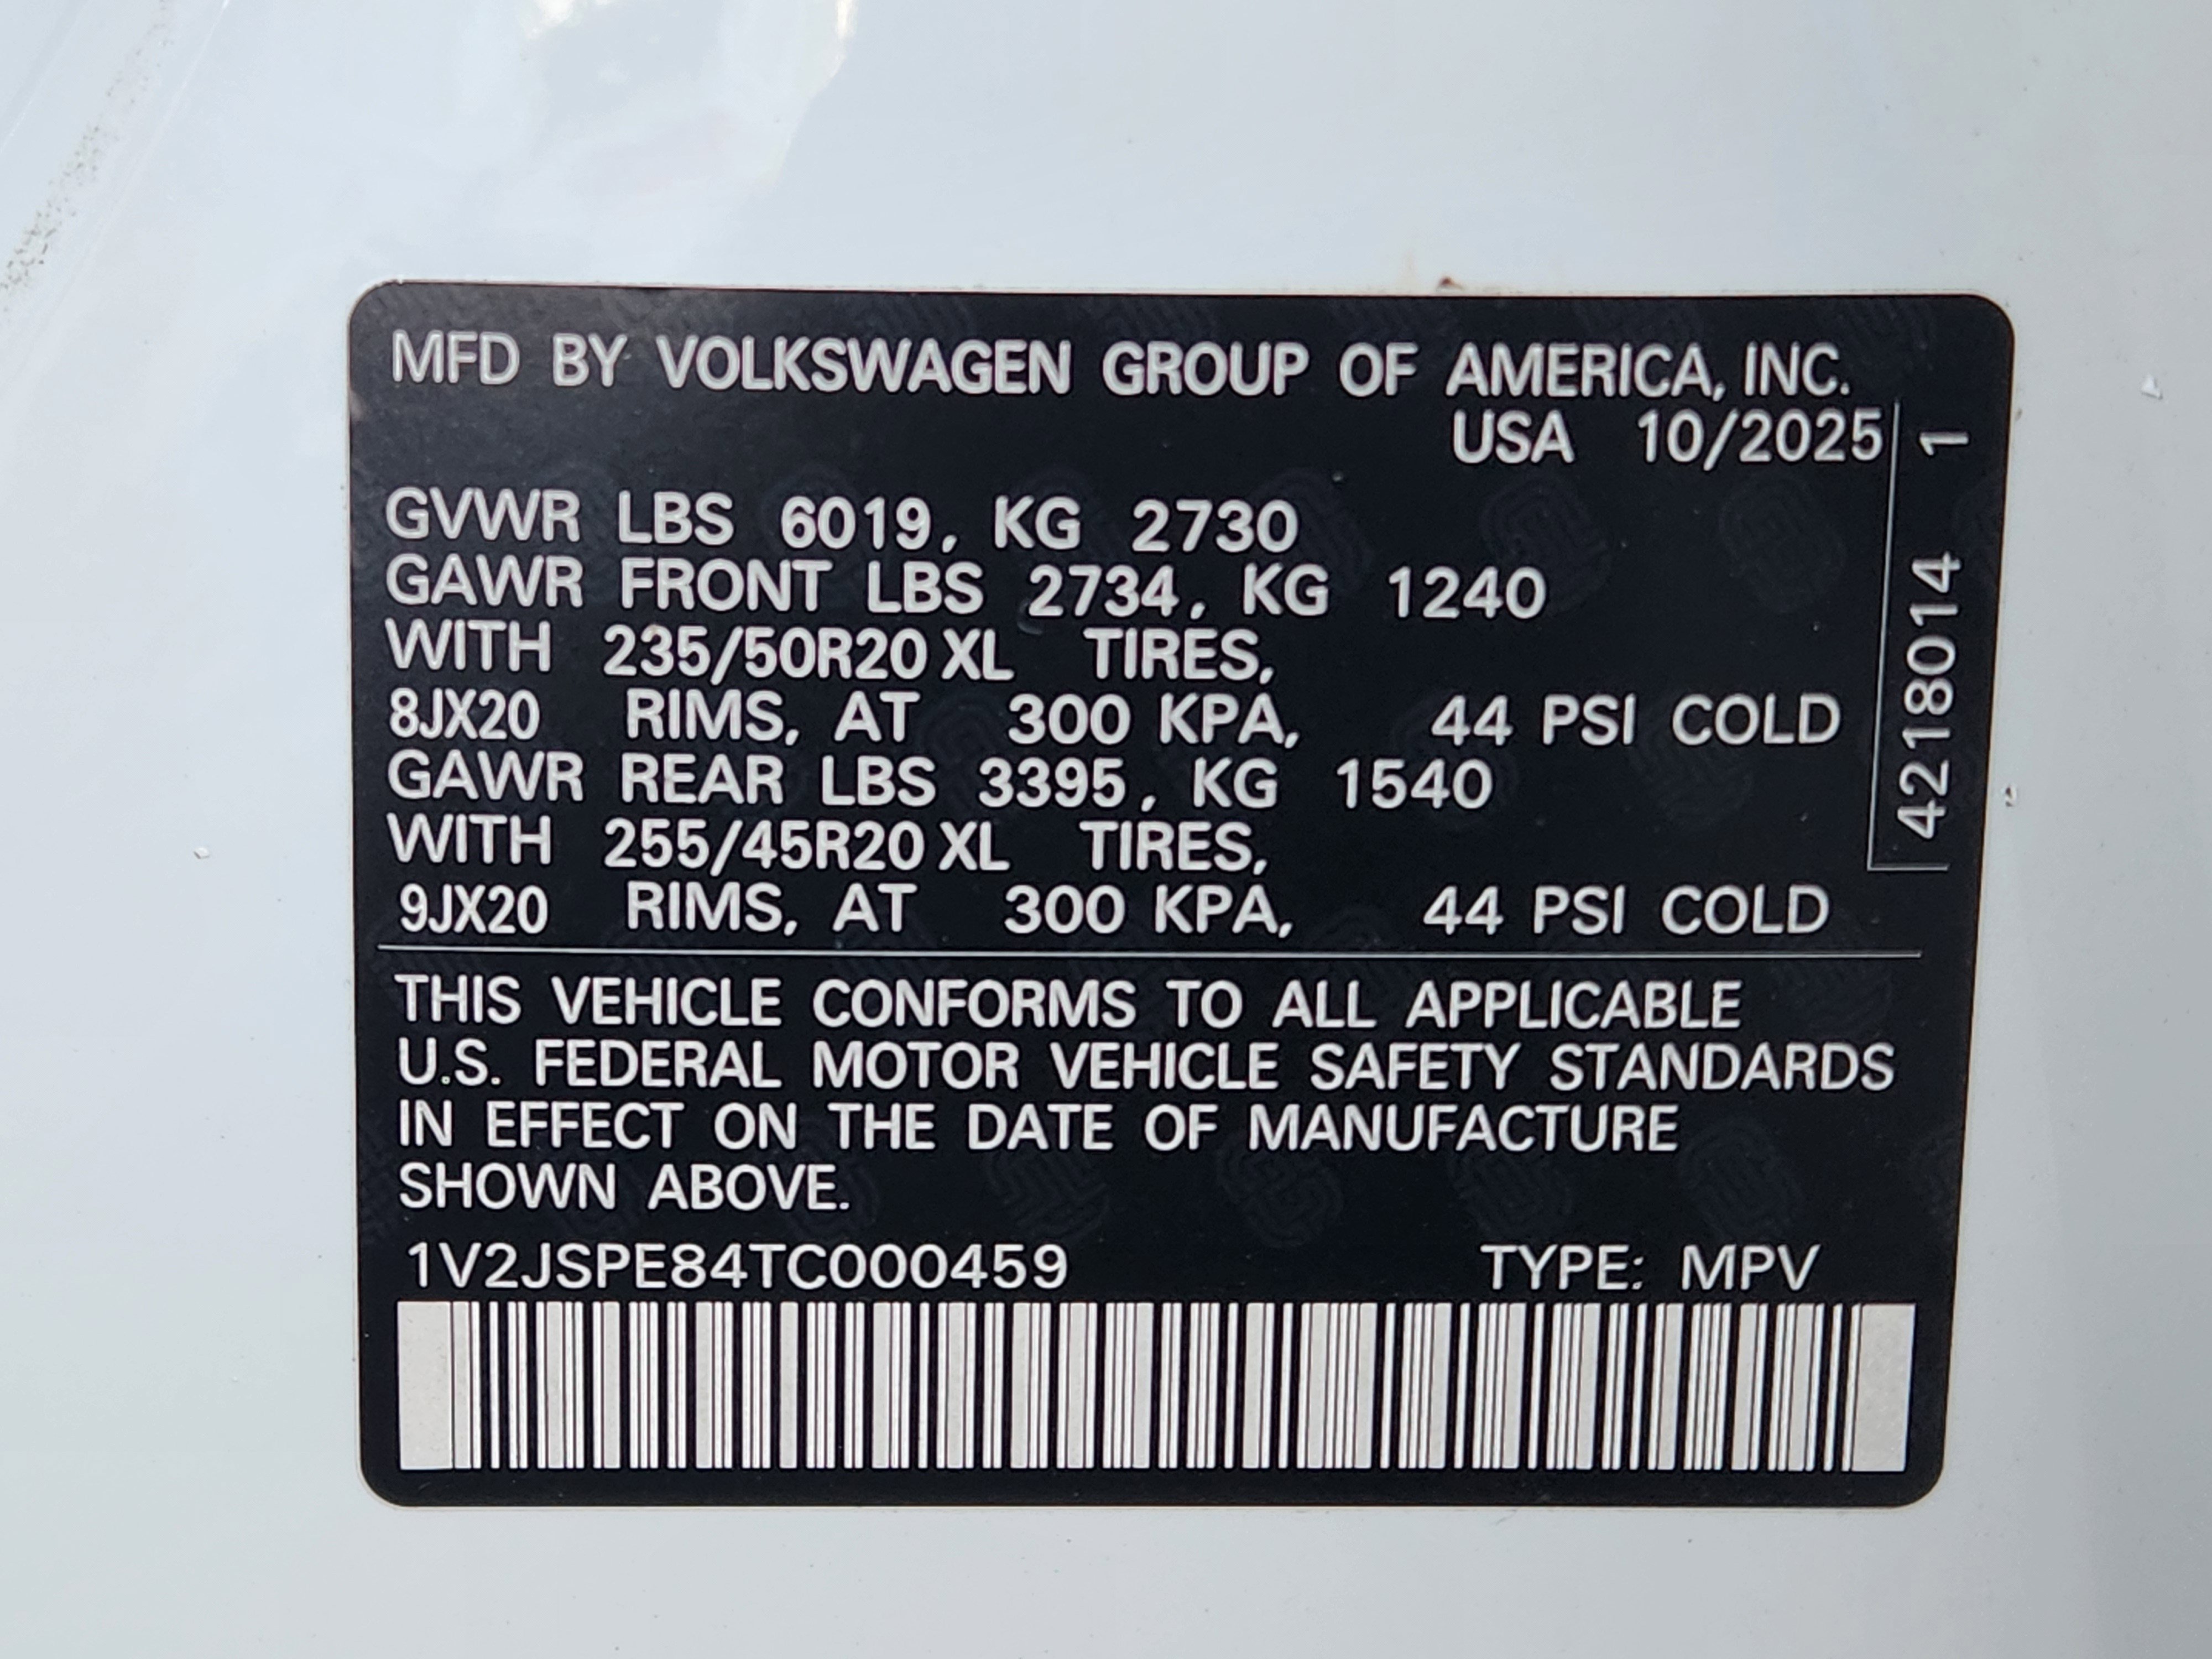 MFD BY VOLKSWAGEN GROUP OF AMERICA, INC.
USA 10/2025
GVWR LBS 6019, KG 2730
GAWR FRONT LBS 2734, KG 1240
WITH 235/50R20 XL TIRES,
8JX20 RIMS, AT 300 KPA, 44 PSI COLD
GAWR REAR LBS 3395, KG 1540
WITH 255/45R20 XL TIRES,
9JX20 RIMS, AT 300 KPA, 44 PSI COLD
4218014 1
THIS VEHICLE CONFORMS TO ALL APPLICABLE
U.S. FEDERAL MOTOR VEHICLE SAFETY STANDARDS
IN EFFECT ON THE DATE OF MANUFACTURE
SHOWN ABOVE.
1V2JSPE84TC000459 TYPE: MPV